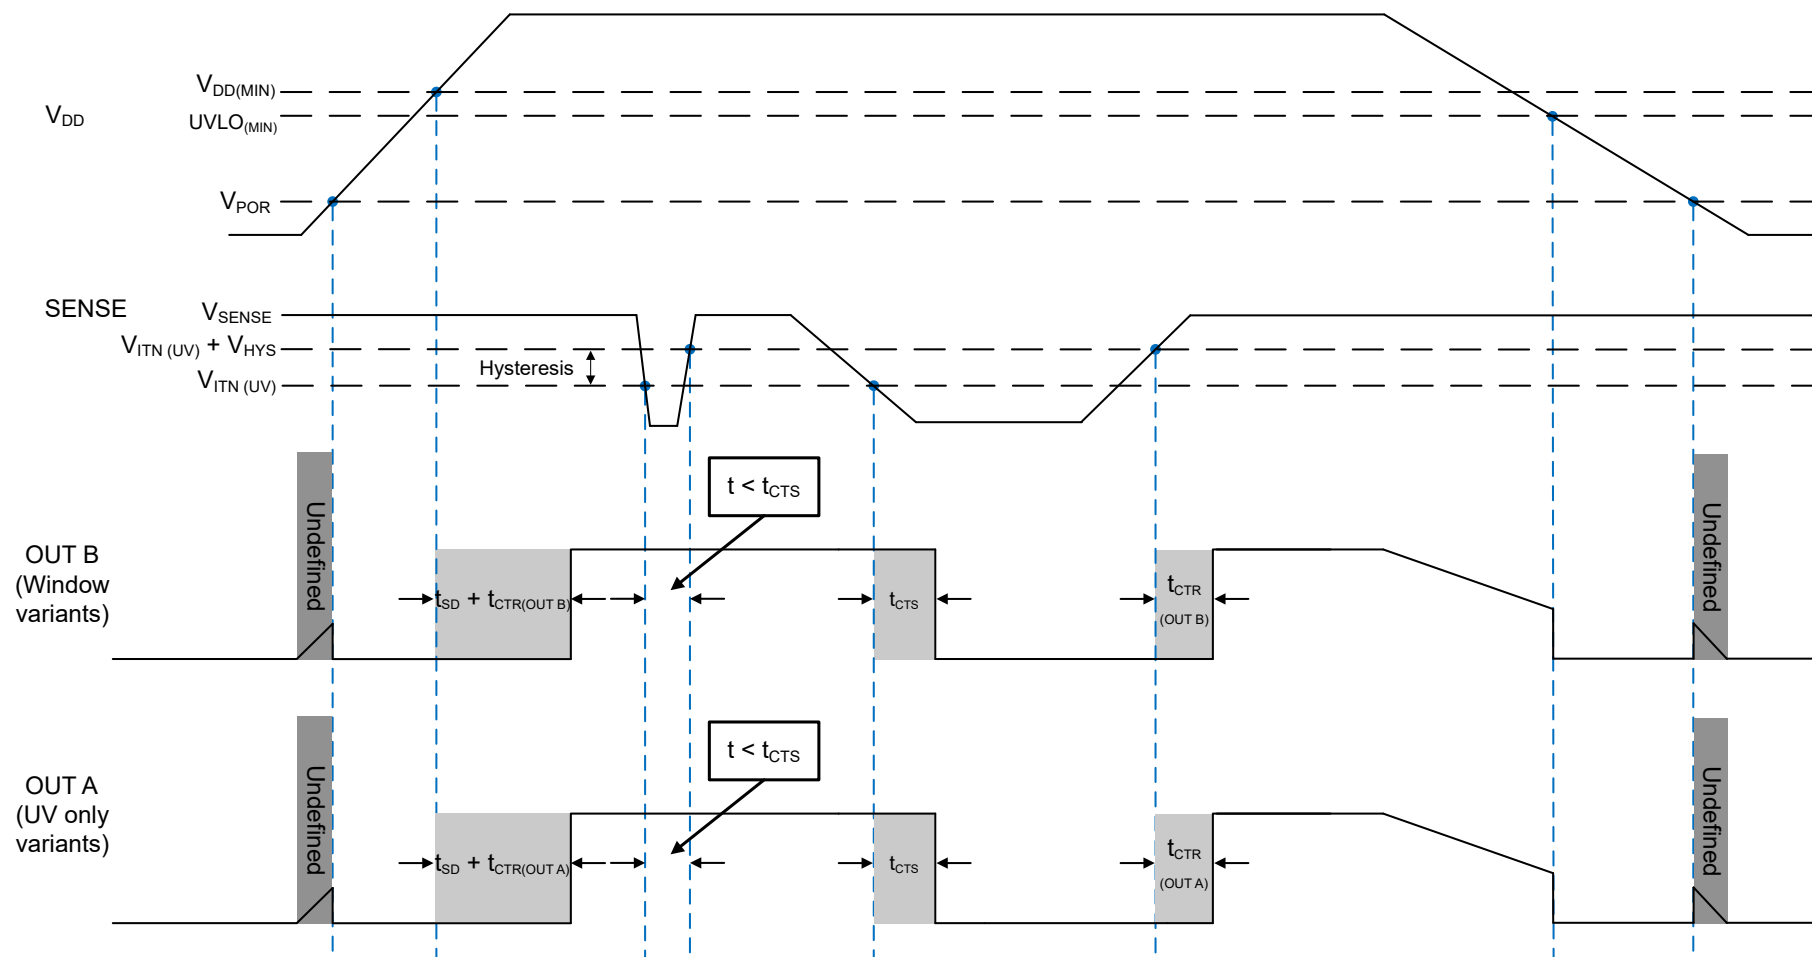 V_DD(MIN)
V_DD
UVLO_(MIN)
V_POR
SENSE
V_SENSE
V_ITN (UV) + V_HYS
Hysteresis
V_ITN (UV)
Undefined
t < t_CTS
Undefined
OUT B
(Window
variants)
t_SD + t_CTR(OUT B)
t_CTS
t_CTR
(OUT B)
Undefined
t < t_CTS
Undefined
OUT A
(UV only
variants)
t_SD + t_CTR(OUT A)
t_CTS
t_CTR
(OUT A)